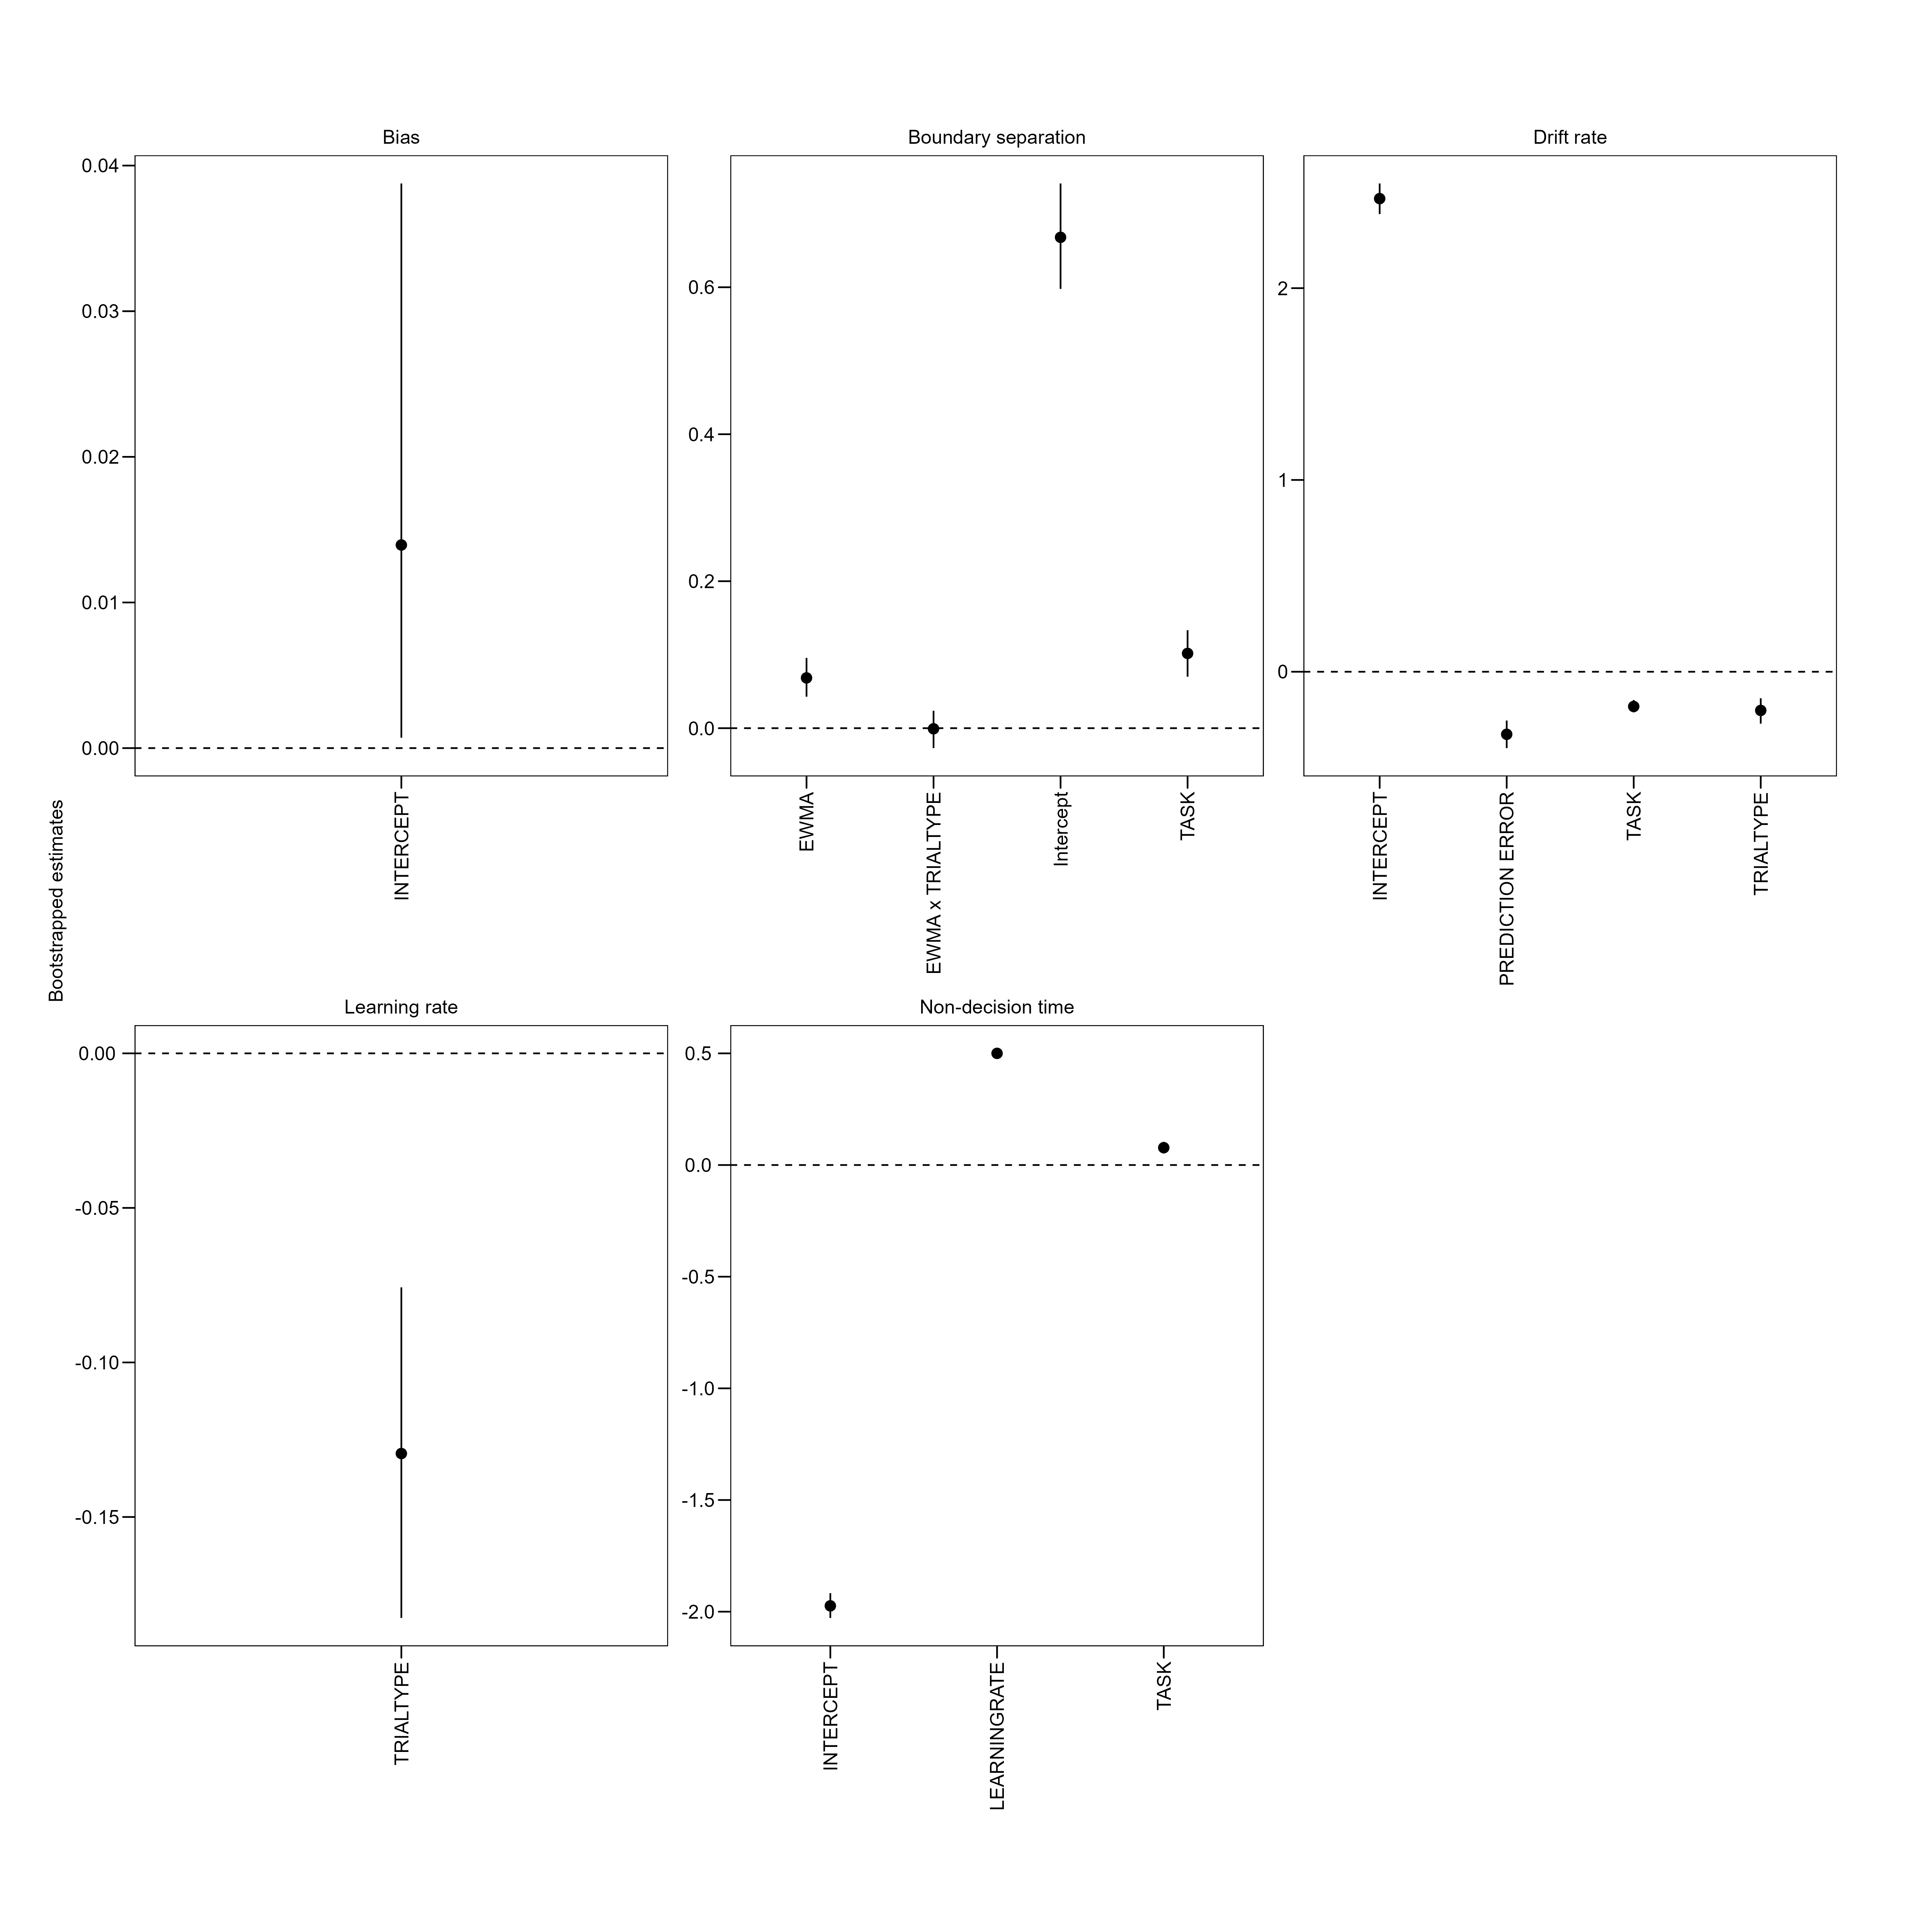 Bias
Boundary separation
Drift rate
0.04
0.03
0.02
0.01
0.00
INTERCEPT
0.6
0.4
0.2
0.0
EWMA
EWMA x TRIALTYPE
Intercept
TASK
2
1
0
INTERCEPT
PREDICTION ERROR
TASK
TRIALTYPE
Bootstrapped estimates
Learning rate
Non-decision time
0.00
-0.05
-0.10
-0.15
TRIALTYPE
0.5
0.0
-0.5
-1.0
-1.5
-2.0
INTERCEPT
LEARNINGRATE
TASK